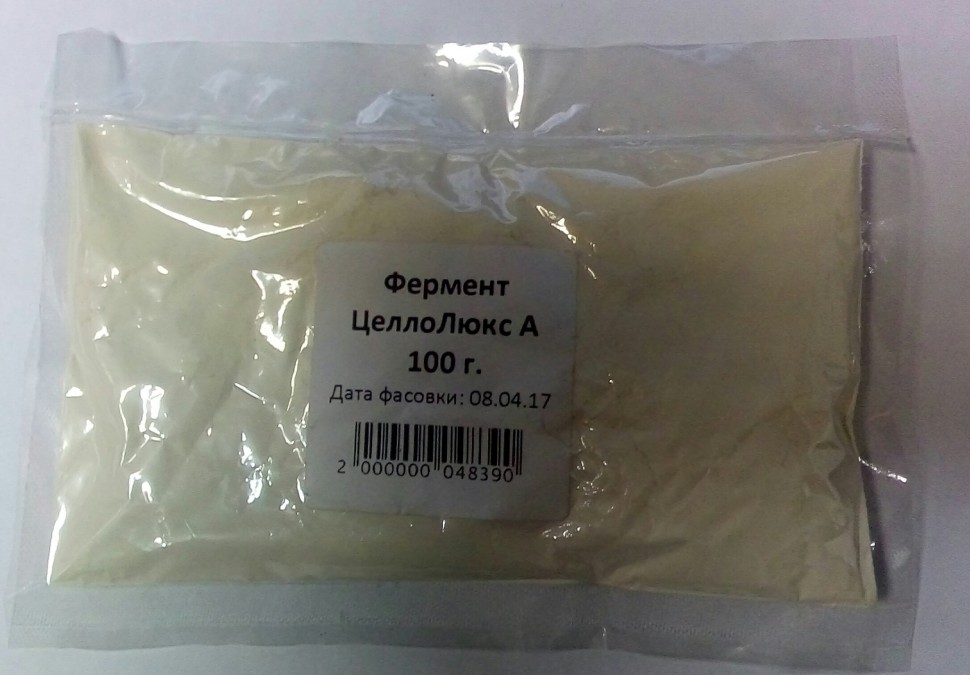 Фермент
ЦеллоЛюкс А
100 г.
Дата фасовки: 08.04.17
2 000000 048390